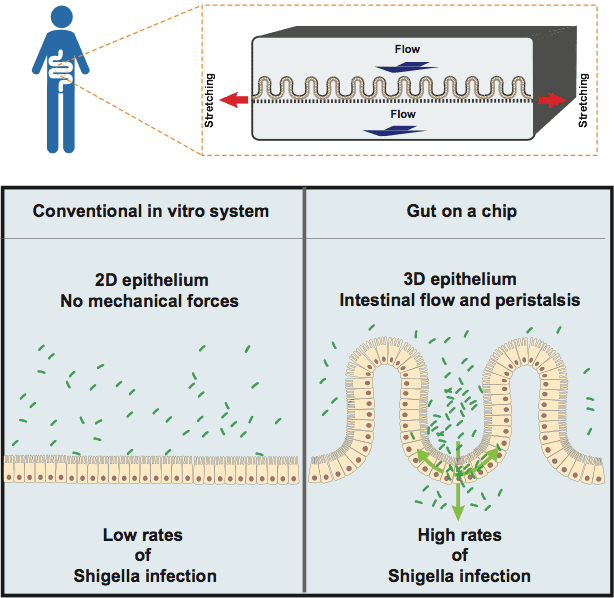 Flow
Stretching
Stretching
Flow
Conventional in vitro system
Gut on a chip
2D epithelium
No mechanical forces
3D epithelium
Intestinal flow and peristalsis
Low rates
of
Shigella infection
High rates
of
Shigella infection